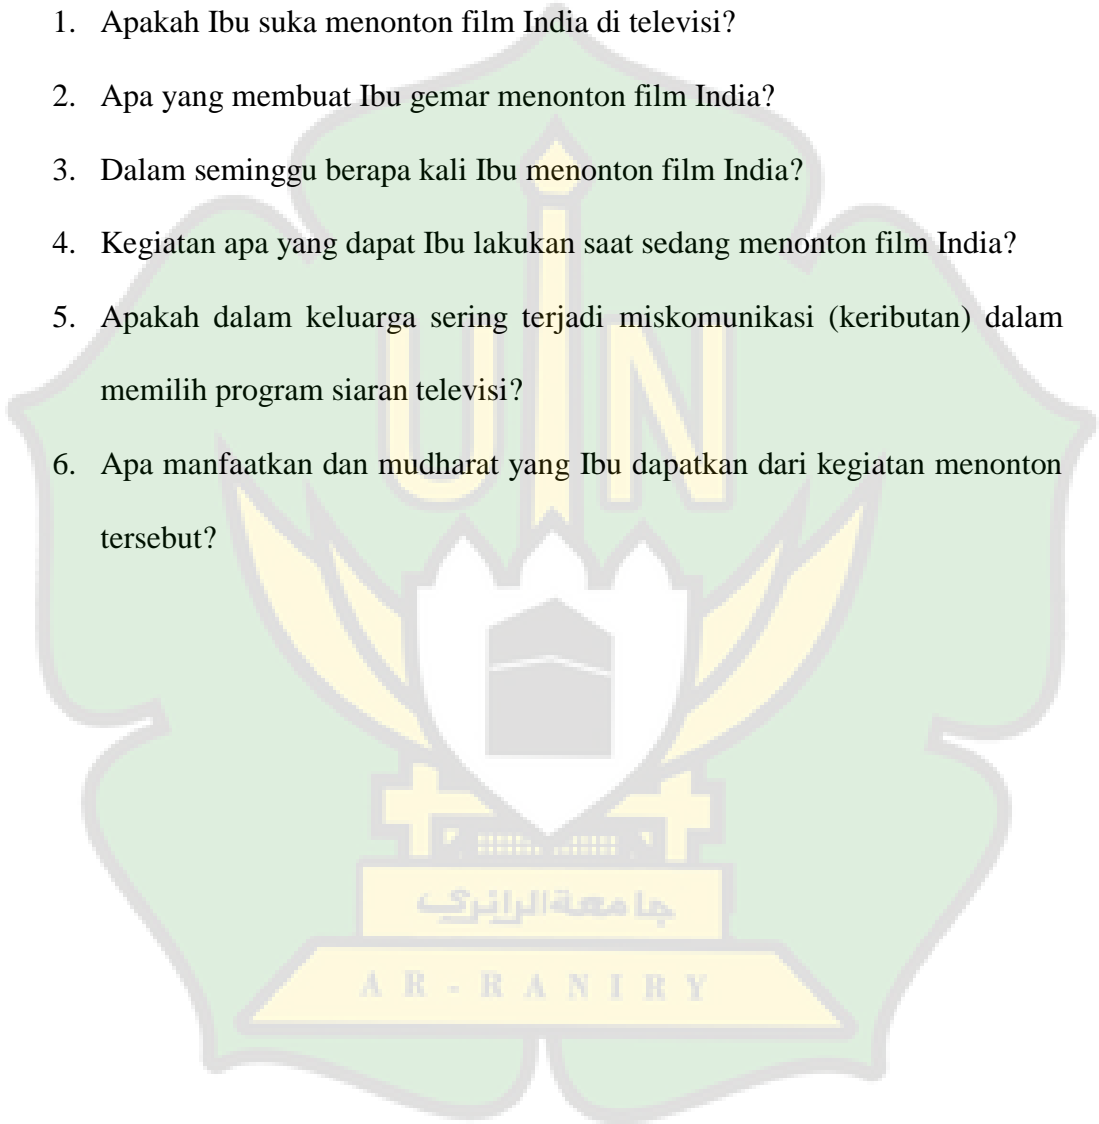 1. Apakah Ibu suka menonton film India di televisi?
2. Apa yang membuat Ibu gemar menonton film India?
3. Dalam seminggu berapa kali Ibu menonton film India?
4. Kegiatan apa yang dapat Ibu lakukan saat sedang menonton film India?
5. Apakah dalam keluarga sering terjadi miskomunikasi (keributan) dalam
memilih program siaran televisi?
6. Apa manfaatkan dan mudharat yang Ibu dapatkan dari kegiatan menonton
tersebut?
UIN
جامعة الرانري
AR-RANIRY